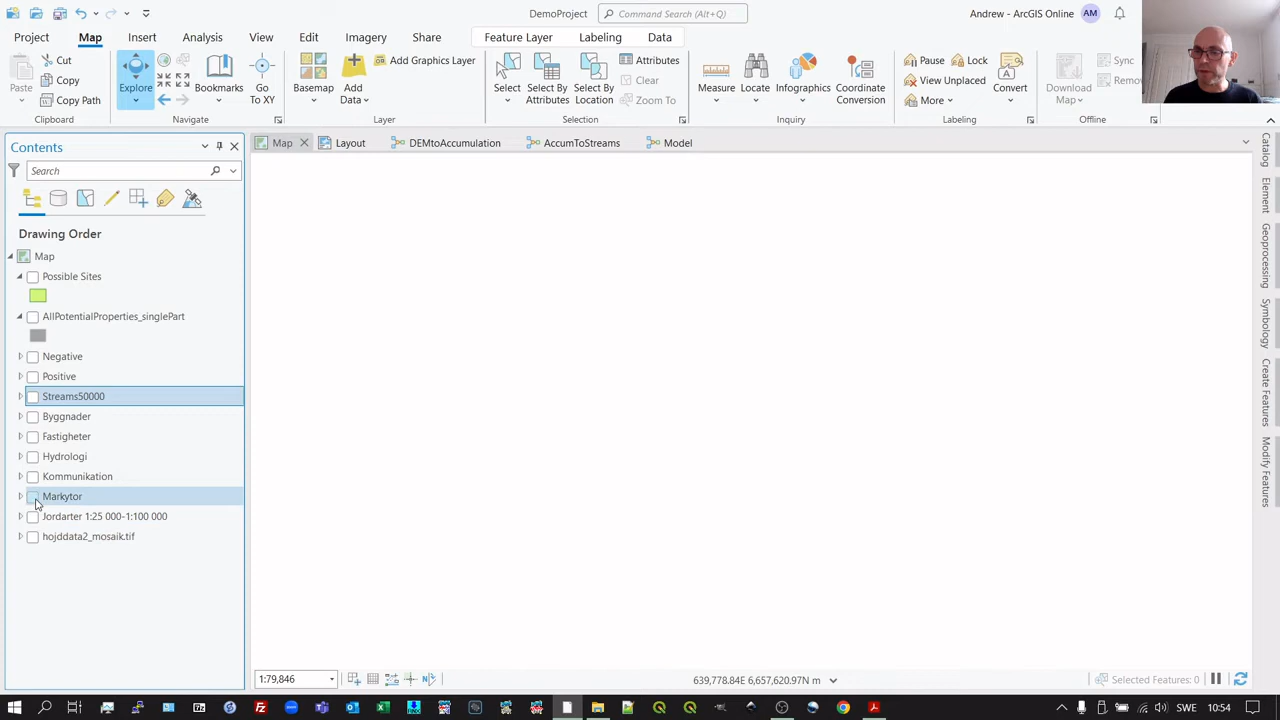 DemoProject
Command Search (Alt+Q)
Andrew - ArcGIS Online
AM
Project
Map
Insert
Analysis
View
Edit
Imagery
Share
Feature Layer
Labeling
Data
Paste
Cut
Copy
Copy Path
Clipboard
Explore
Bookmarks
Go
To XY
Navigate
Basemap
Add
Data
Add Graphics Layer
Layer
Select
Select By
Attributes
Select By
Location
Attributes
Clear
Zoom To
Selection
Measure
Locate
Infographics
Coordinate
Conversion
Inquiry
Pause
Lock
View Unplaced
More
Convert
Labeling
Download
Map
Sync
Remo
Offline
Contents
Search
Drawing Order
Map
Possible Sites
AllPotentialProperties_singlePart
Negative
Positive
Streams50000
Byggnader
Fastigheter
Hydrologi
Kommunikation
Markytor
Jordarter 1:25 000-1:100 000
hojddata2_mosaik.tif
Map
Layout
DEMtoAccumulation
AccumToStreams
Model
Catalog
Element
Geoprocessing
Symbology
Create Features
Modify Features
1:79,846
639,778.84E 6,657,620.97N m
Selected Features: 0
SWE
10:54